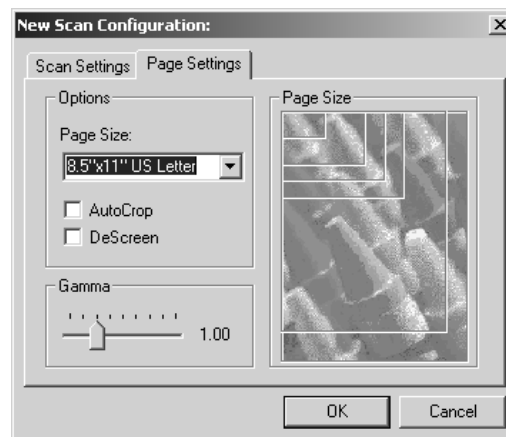 New Scan Configuration:
Scan Settings
Page Settings
Options
Page Size:
8.5"x11" US Letter
AutoCrop
DeScreen
Gamma
1.00
Page Size
OK
Cancel